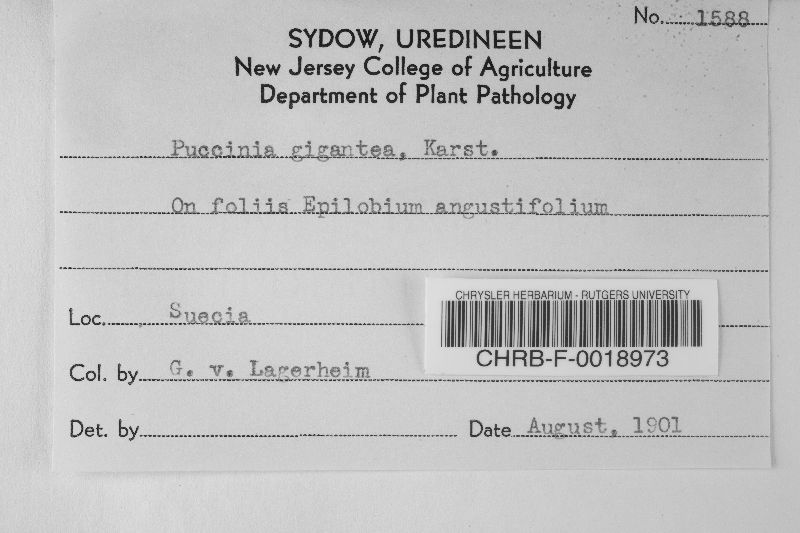 No. 1588
SYDOW, UREDINEEN
New Jersey College of Agriculture
Department of Plant Pathology
Puccinia gigantea, Karst.
On foliis Epilobium angustifolium
Loc. Suecia
CHRYSLER HERBARIUM - RUTGERS UNIVERSITY
CHRB-F-0018973
Col. by G. v. Lagerheim
Det. by
Date August, 1901